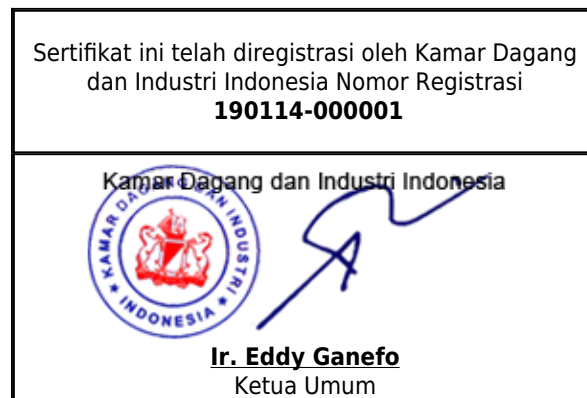 Sertifikat ini telah diregistrasi oleh Kamar Dagang
dan Industri Indonesia Nomor Registrasi
190114-000001
Kamar Dagang dan Industri Indonesia
KAMAR DAGANG DAN INDUSTRI
INDONESIA
Ir. Eddy Ganefo
Ketua Umum